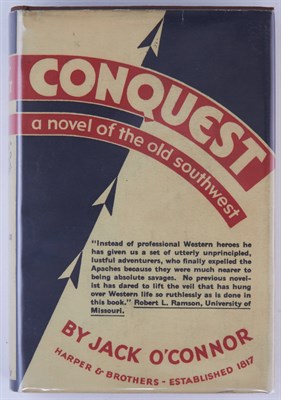 CONQUEST
a novel of the old southwest
"Instead of professional Western heroes he
has given us a set of utterly unprincipled,
lustful adventurers, who finally expelled the
Apaches because they were much nearer to
being absolute savages. No previous novel-
ist has dared to lift the veil that has hung
over Western life so ruthlessly as is done in
this book." Robert L. Ramson, University of
Missouri.
BY JACK O'CONNOR
HARPER & BROTHERS - ESTABLISHED 1817